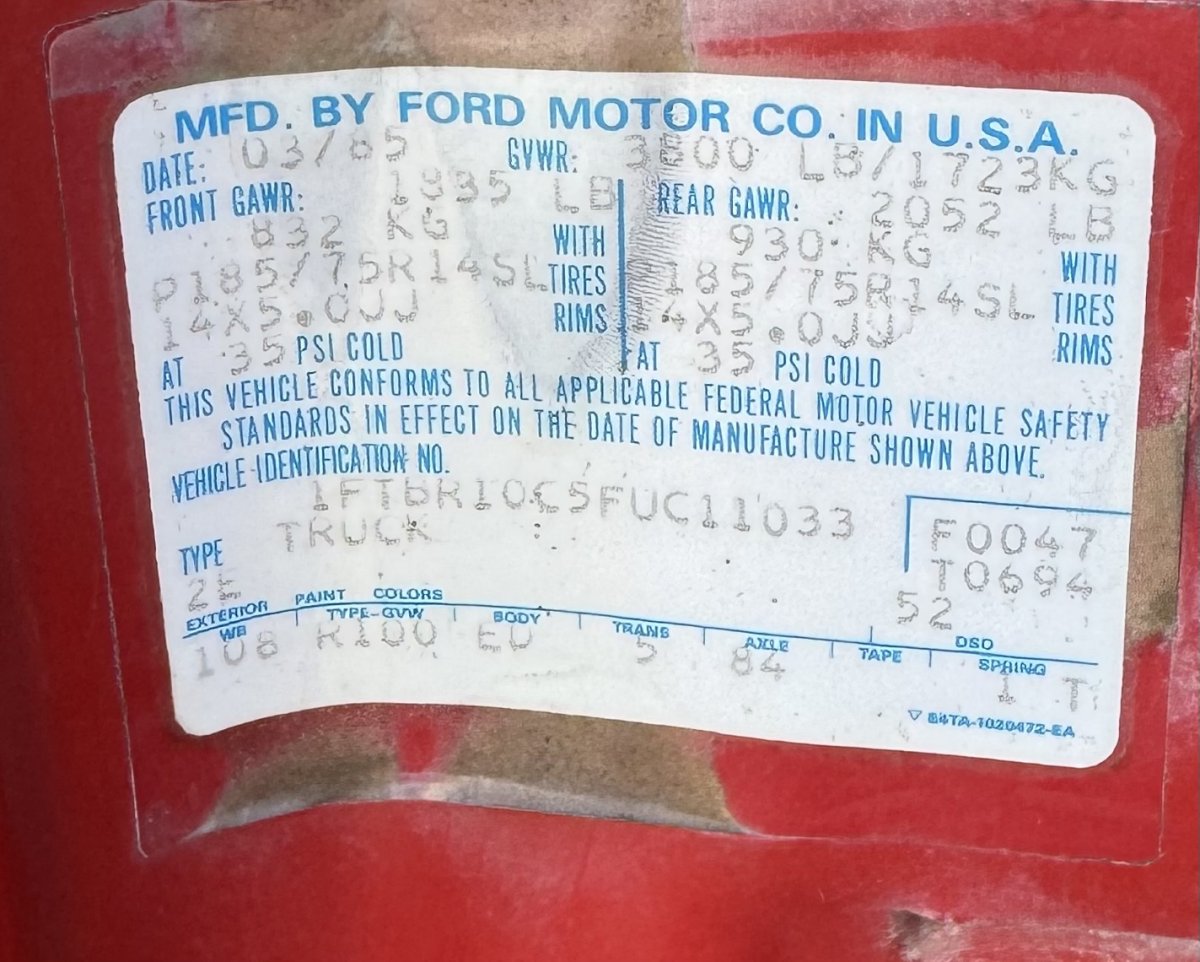 MFD. BY FORD MOTOR CO. IN U.S.A.
DATE: 03/85 GVWR: 3800 LB/1723KG
FRONT GAWR: 1835 LB
832 KG WITH
P185/75R14SL TIRES
14X5.0JJ RIMS
AT 35 PSI COLD
REAR GAWR: 2052 LB
930 KG WITH
P185/75R14SL TIRES
14X5.0JJ RIMS
AT 35 PSI COLD
THIS VEHICLE CONFORMS TO ALL APPLICABLE FEDERAL MOTOR VEHICLE SAFETY
STANDARDS IN EFFECT ON THE DATE OF MANUFACTURE SHOWN ABOVE.
VEHICLE IDENTIFICATION NO.
1FTBR10C5FUC11033
TYPE TRUCK
F0047
T0694
52
EXTERIOR PAINT COLORS DSO
WB TYPE-GVW BODY TRANS AXLE TAPE SPRING
108 R100 5 84 1 T
▽ 84TA-1020472-EA